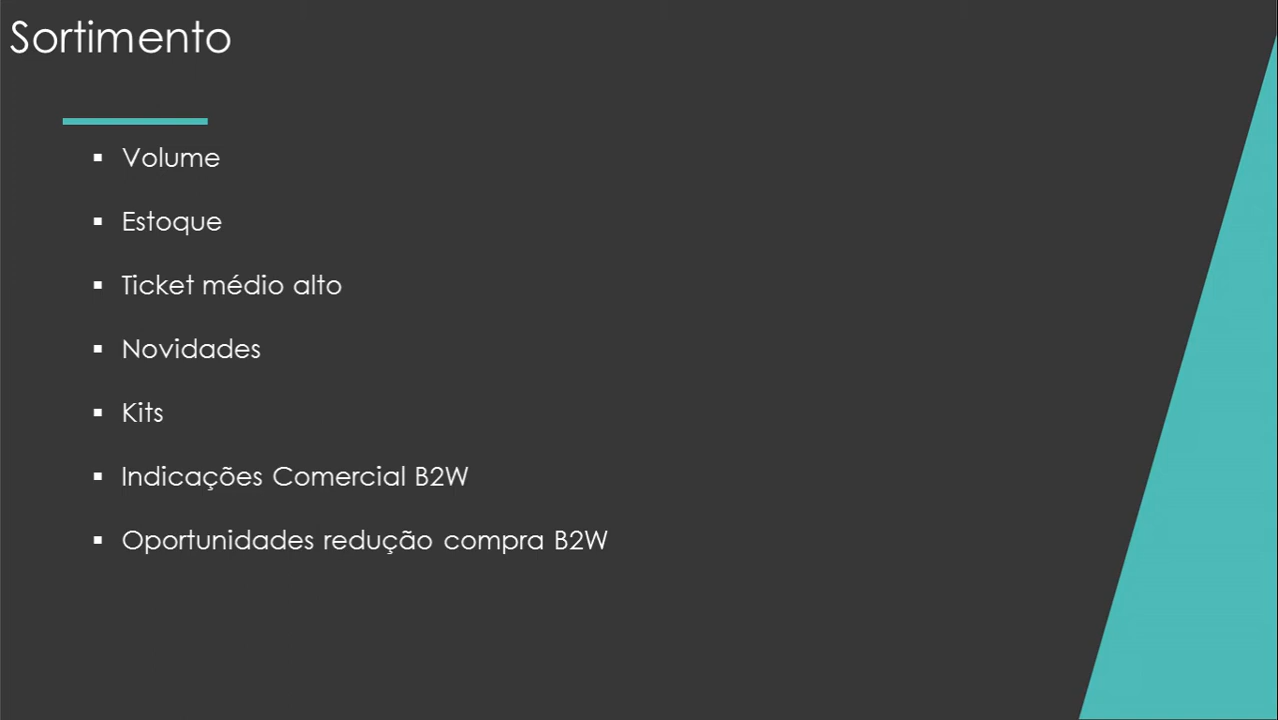 Sortimento
▪ Volume
▪ Estoque
▪ Ticket médio alto
▪ Novidades
▪ Kits
▪ Indicações Comercial B2W
▪ Oportunidades redução compra B2W